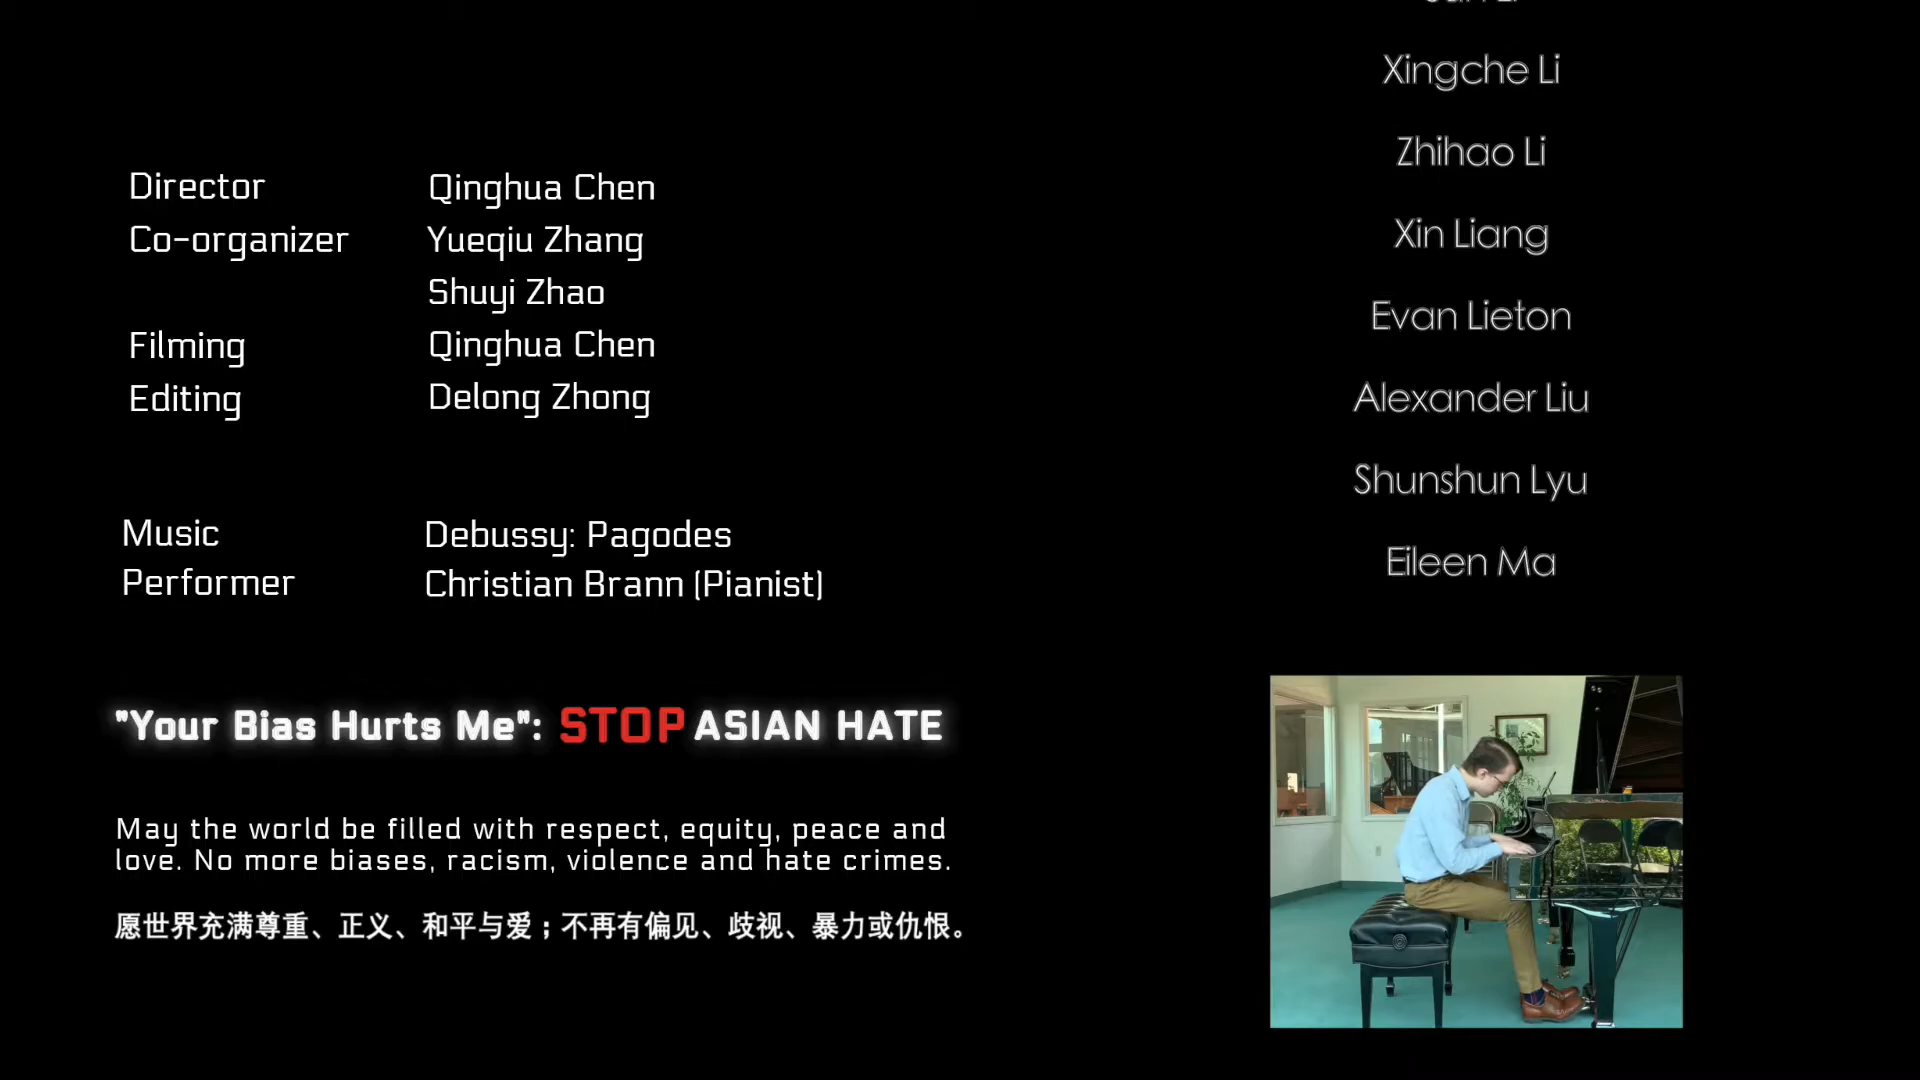 Director Qinghua Chen
Co-organizer Yueqiu Zhang
Shuyi Zhao
Filming Qinghua Chen
Editing Delong Zhong
Music Debussy: Pagodes
Performer Christian Brann (Pianist)
"Your Bias Hurts Me": STOP ASIAN HATE
May the world be filled with respect, equity, peace and
love. No more biases, racism, violence and hate crimes.
愿世界充满尊重、正义、和平与爱；不再有偏见、歧视、暴力或仇恨。
Xingche Li
Zhihao Li
Xin Liang
Evan Lieton
Alexander Liu
Shunshun Lyu
Eileen Ma